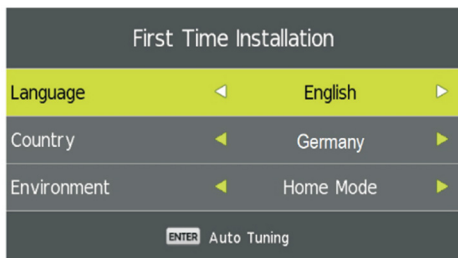 First Time Installation
Language English
Country Germany
Environment Home Mode
ENTER Auto Tuning